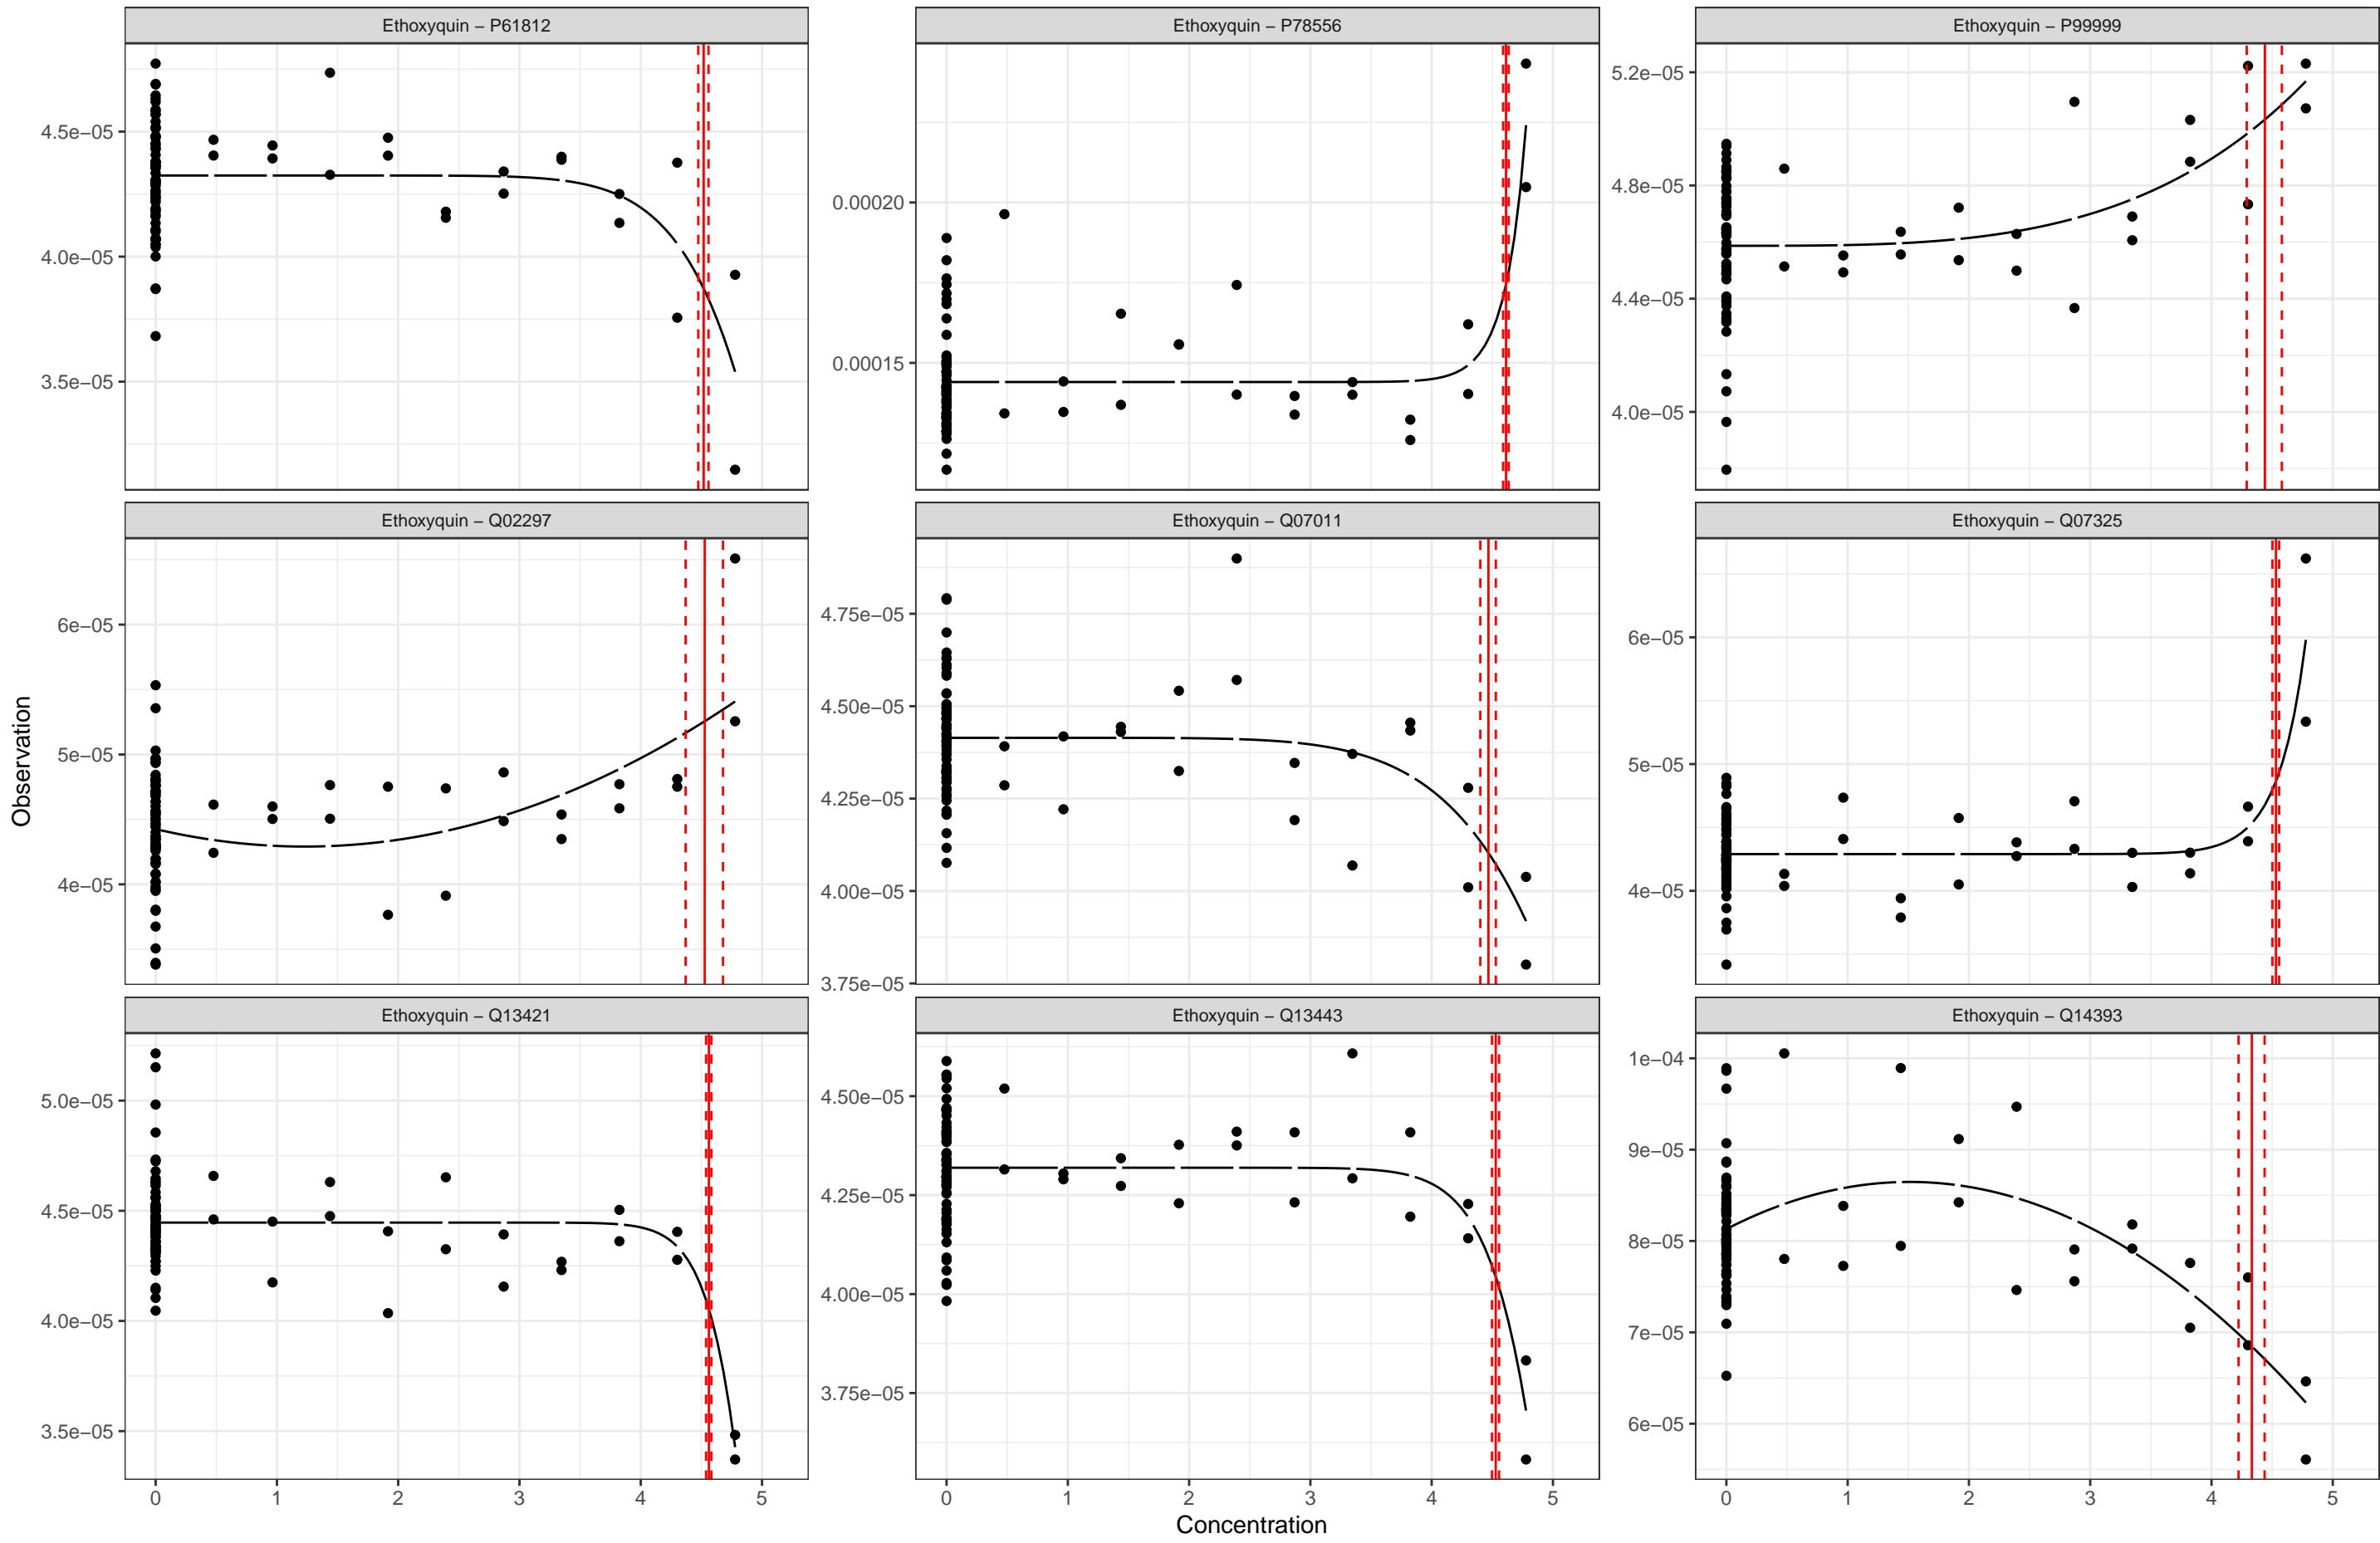 Ethoxyquin − P61812
Ethoxyquin − P78556
Ethoxyquin − P99999
4.5e−05
4.0e−05
3.5e−05
0.00020
0.00015
5.2e−05
4.8e−05
4.4e−05
4.0e−05
Ethoxyquin − Q02297
Ethoxyquin − Q07011
Ethoxyquin − Q07325
6e−05
5e−05
4e−05
4.75e−05
4.50e−05
4.25e−05
4.00e−05
3.75e−05
6e−05
5e−05
4e−05
Observation
Ethoxyquin − Q13421
Ethoxyquin − Q13443
Ethoxyquin − Q14393
5.0e−05
4.5e−05
4.0e−05
3.5e−05
4.50e−05
4.25e−05
4.00e−05
3.75e−05
1e−04
9e−05
8e−05
7e−05
6e−05
0 1 2 3 4 5
0 1 2 3 4 5
0 1 2 3 4 5
Concentration